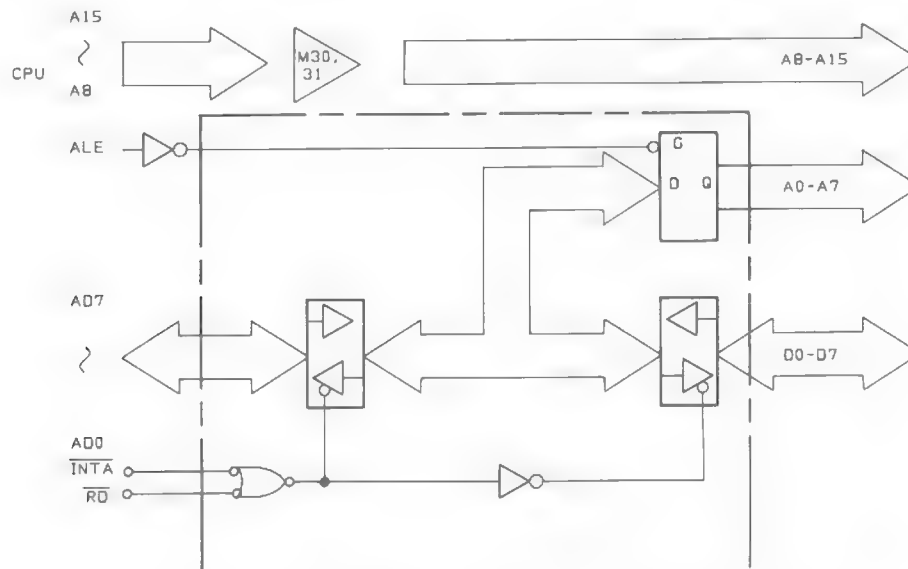 A15
CPU
A8
M30,
31
A8-A15
ALE
G
D Q
A0-A7
AD7
D0-D7
AD0
INTA
RD